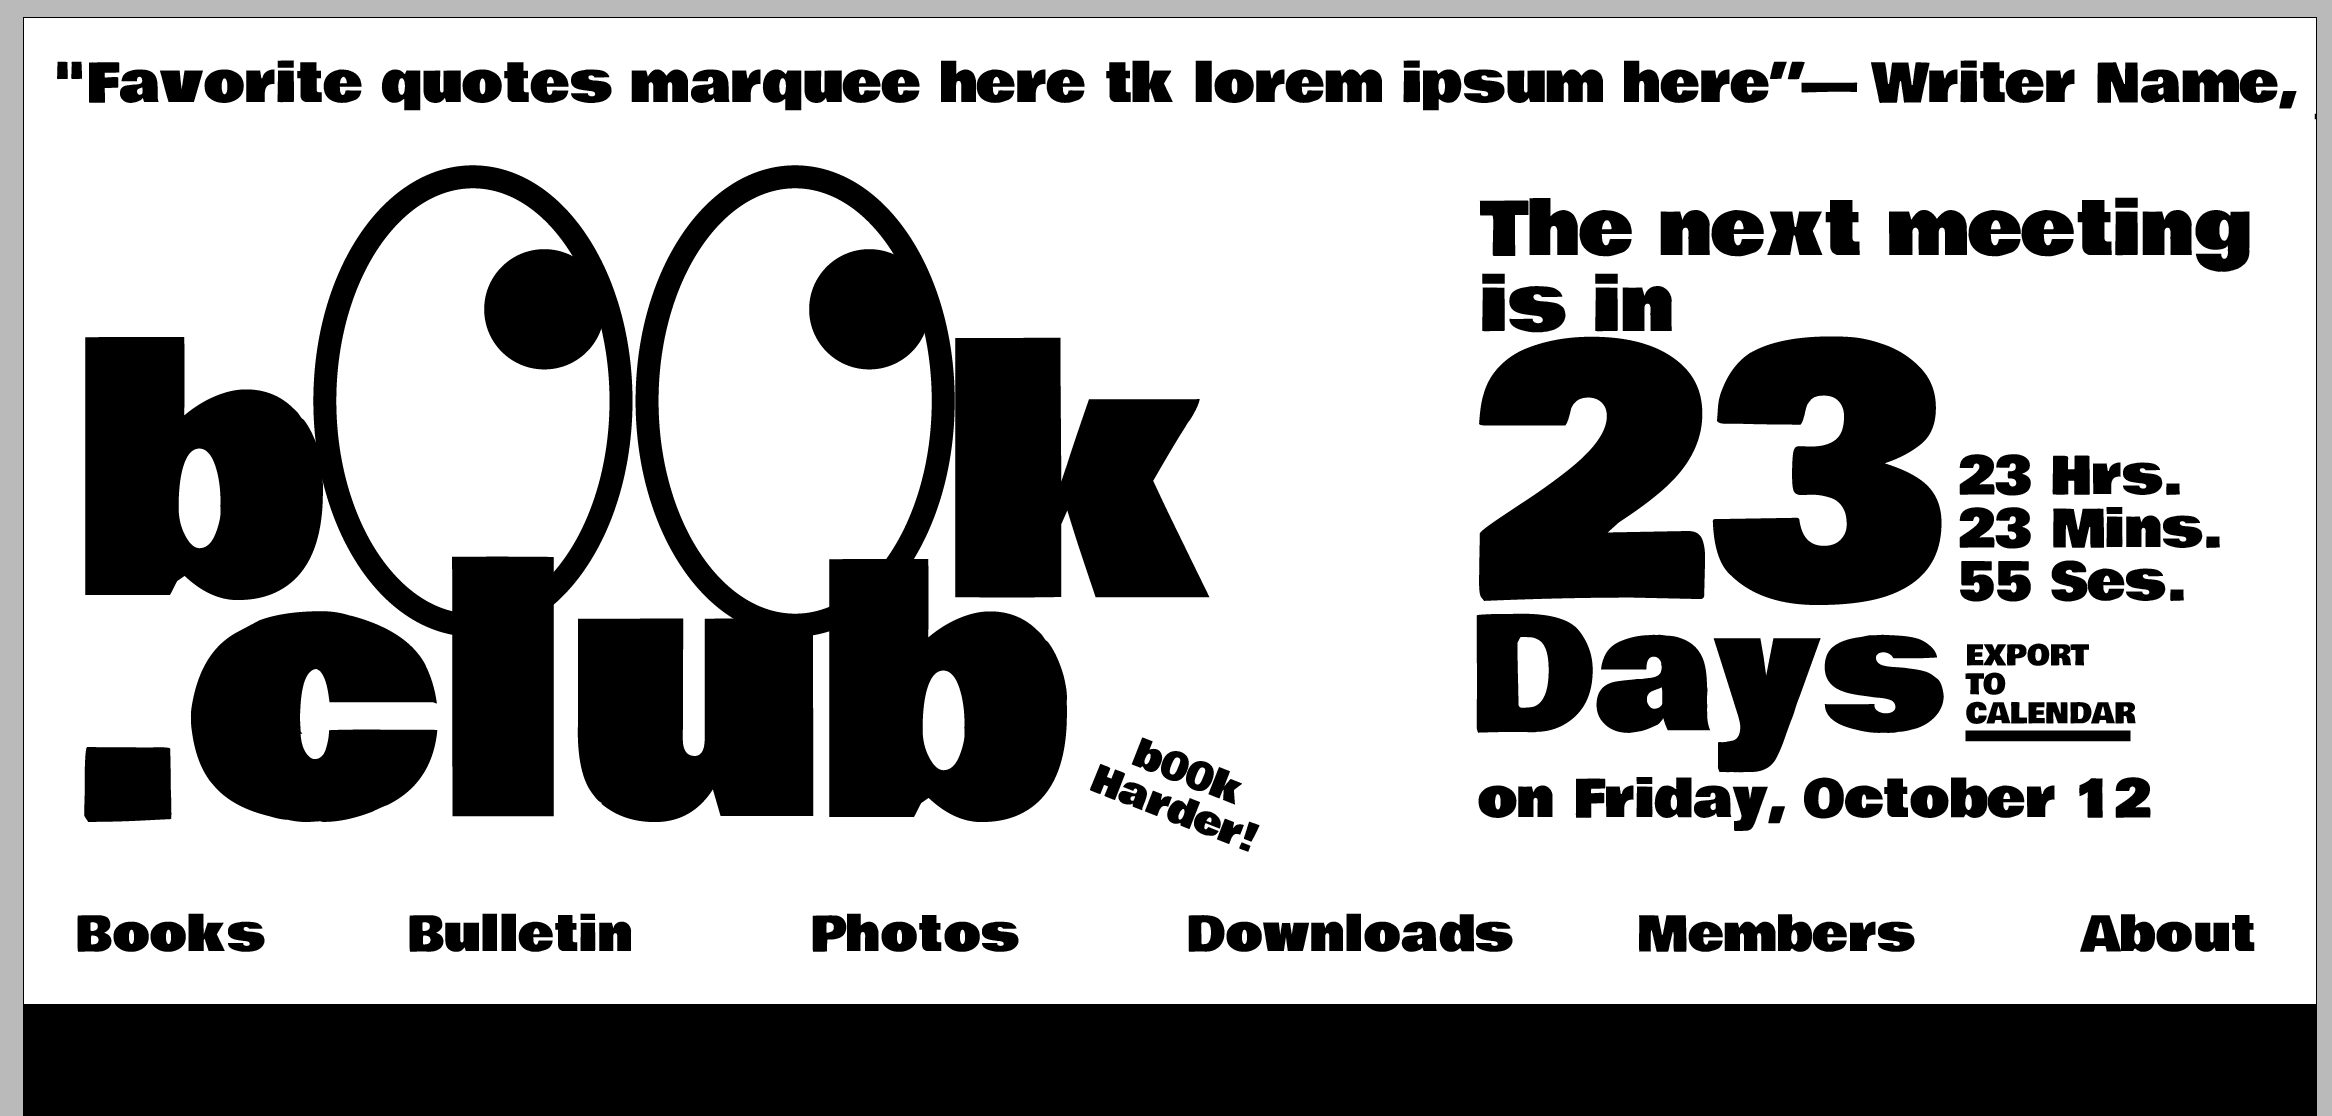 "Favorite quotes marquee here tk lorem ipsum here”— Writer Name,
book
.club
b00k
Harder!
The next meeting
is in
23
23 Hrs.
23 Mins.
55 Ses.
Days
EXPORT
TO
CALENDAR
on Friday, October 12
Books Bulletin Photos Downloads Members About